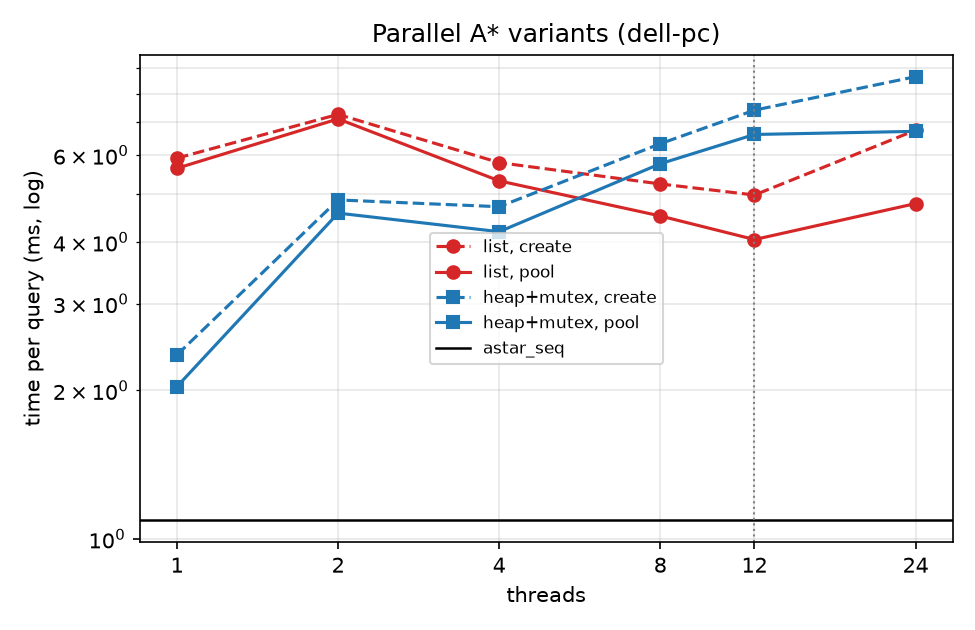 Parallel A* variants (dell-pc)
time per query (ms, log)
6 × 10⁰
4 × 10⁰
3 × 10⁰
2 × 10⁰
10⁰
list, create
list, pool
heap+mutex, create
heap+mutex, pool
astar_seq
1 2 4 8 12 24
threads